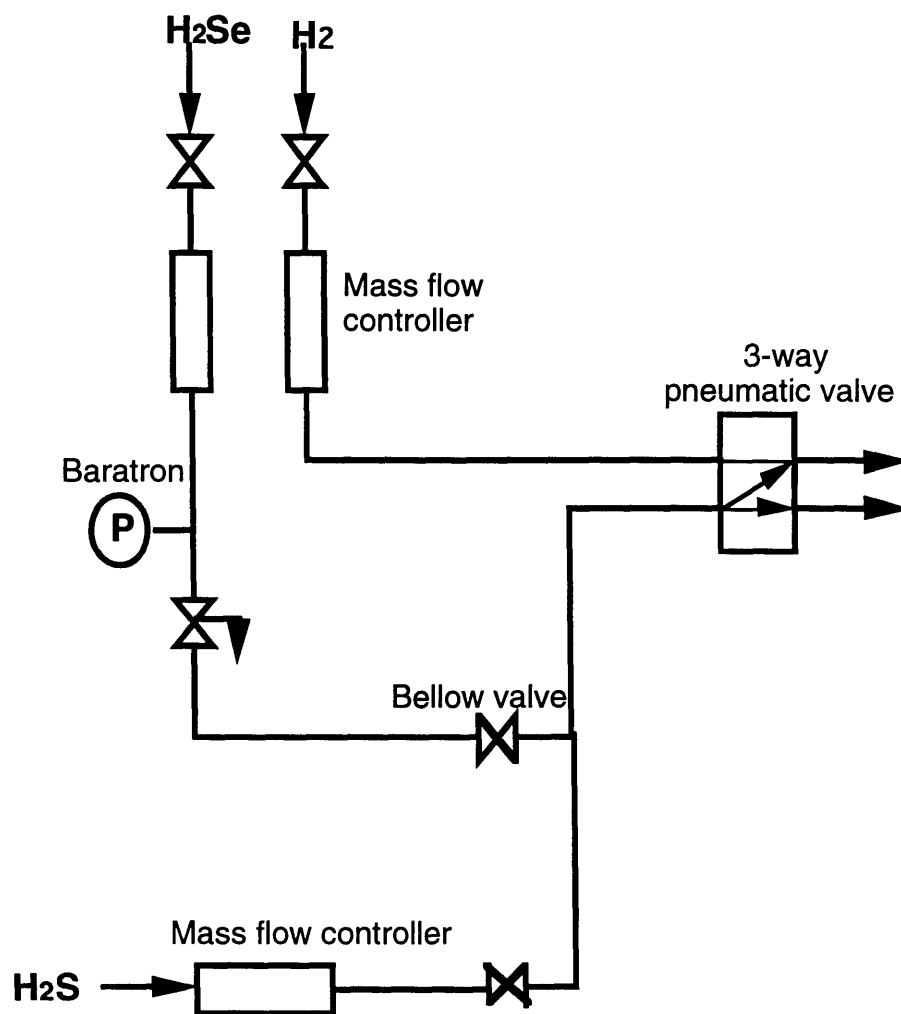 H2Se H2
Mass flow
controller
3-way
pneumatic valve
Baratron
P
Bellow valve
Mass flow controller
H2S